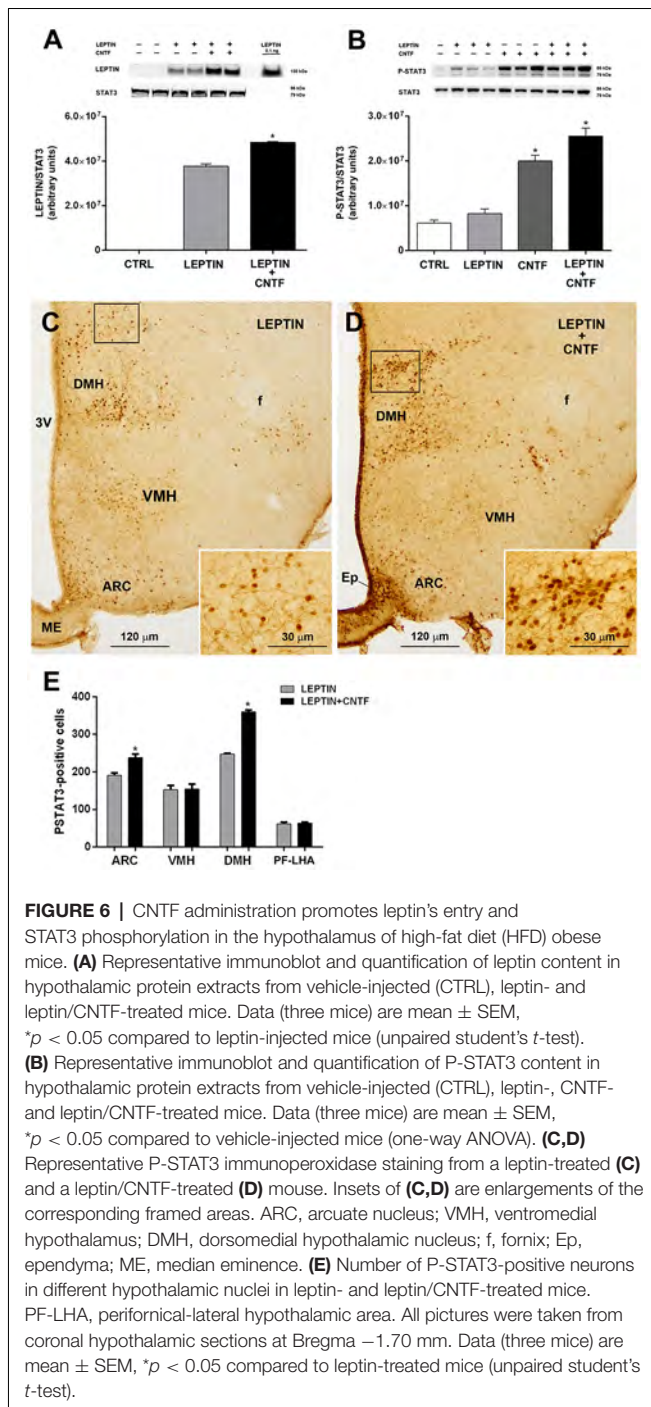 A
LEPTIN − − + + + + LEPTIN
CNTF + + 0.1 ng
LEPTIN
STAT3
LEPTIN/STAT3
(arbitrary units)
6.0×10⁷
4.0×10⁷
2.0×10⁷
0
*
CTRL LEPTIN LEPTIN
+
CNTF
B
LEPTIN
CNTF
P-STAT3
STAT3
P-STAT3/STAT3
(arbitrary units)
3.0×10⁷
2.0×10⁷
1.0×10⁷
0
* *
CTRL LEPTIN CNTF LEPTIN
+
CNTF
C
LEPTIN
DMH
f
3V
VMH
ARC
ME
120 µm
30 µm
D
LEPTIN
+
CNTF
f
DMH
VMH
Ep
ARC
120 µm
30 µm
E
LEPTIN
LEPTIN+CNTF
PSTAT3-positive cells
400
300
200
100
0
* *
ARC VMH DMH PF-LHA
FIGURE 6 | CNTF administration promotes leptin’s entry and
STAT3 phosphorylation in the hypothalamus of high-fat diet (HFD) obese
mice. (A) Representative immunoblot and quantification of leptin content in
hypothalamic protein extracts from vehicle-injected (CTRL), leptin- and
leptin/CNTF-treated mice. Data (three mice) are mean ± SEM,
*p < 0.05 compared to leptin-injected mice (unpaired student’s t-test).
(B) Representative immunoblot and quantification of P-STAT3 content in
hypothalamic protein extracts from vehicle-injected (CTRL), leptin-, CNTF-
and leptin/CNTF-treated mice. Data (three mice) are mean ± SEM,
*p < 0.05 compared to vehicle-injected mice (one-way ANOVA). (C,D)
Representative P-STAT3 immunoperoxidase staining from a leptin-treated (C)
and a leptin/CNTF-treated (D) mouse. Insets of (C,D) are enlargements of the
corresponding framed areas. ARC, arcuate nucleus; VMH, ventromedial
hypothalamus; DMH, dorsomedial hypothalamic nucleus; f, fornix; Ep,
ependyma; ME, median eminence. (E) Number of P-STAT3-positive neurons
in different hypothalamic nuclei in leptin- and leptin/CNTF-treated mice.
PF-LHA, perifornical-lateral hypothalamic area. All pictures were taken from
coronal hypothalamic sections at Bregma −1.70 mm. Data (three mice) are
mean ± SEM, *p < 0.05 compared to leptin-treated mice (unpaired student’s
t-test).